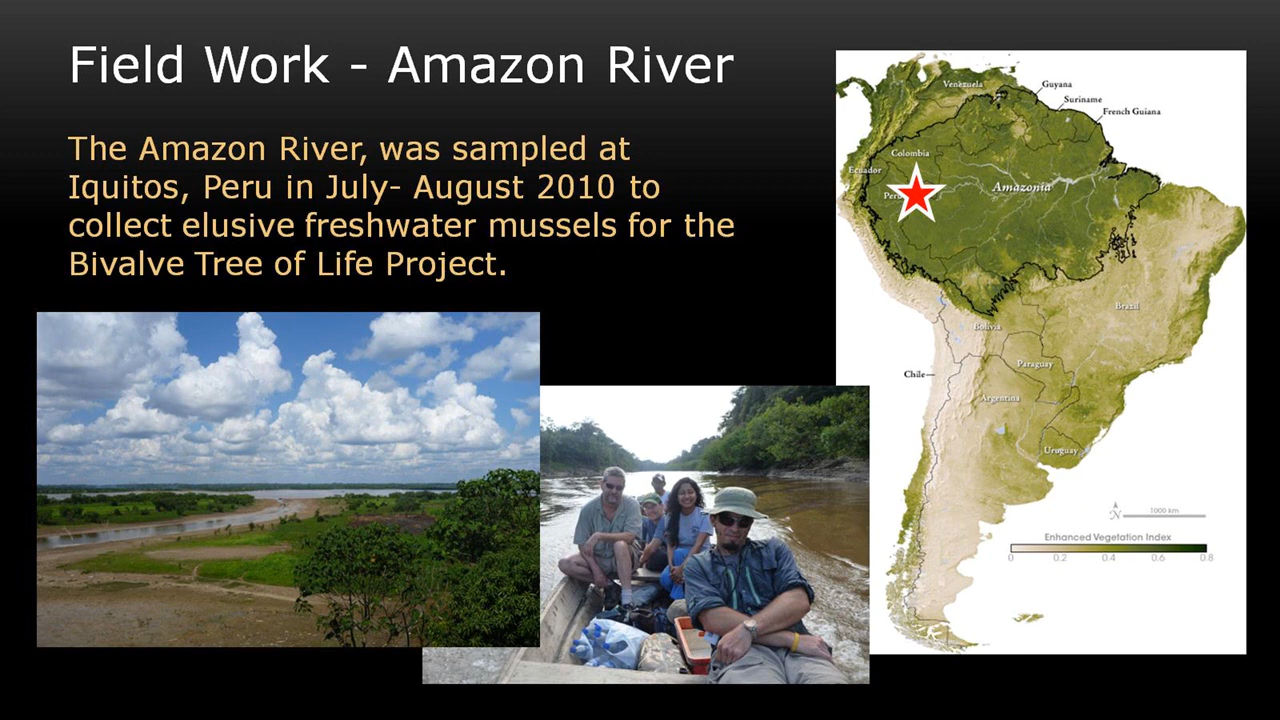 Field Work - Amazon River
The Amazon River, was sampled at
Iquitos, Peru in July- August 2010 to
collect elusive freshwater mussels for the
Bivalve Tree of Life Project.
Venezuela
Guyana
Suriname
French Guiana
Colombia
Ecuador
Peru
Amazonia
Brazil
Bolivia
Paraguay
Chile
Argentina
Uruguay
N
1000 km
Enhanced Vegetation Index
0 0.2 0.4 0.6 0.8